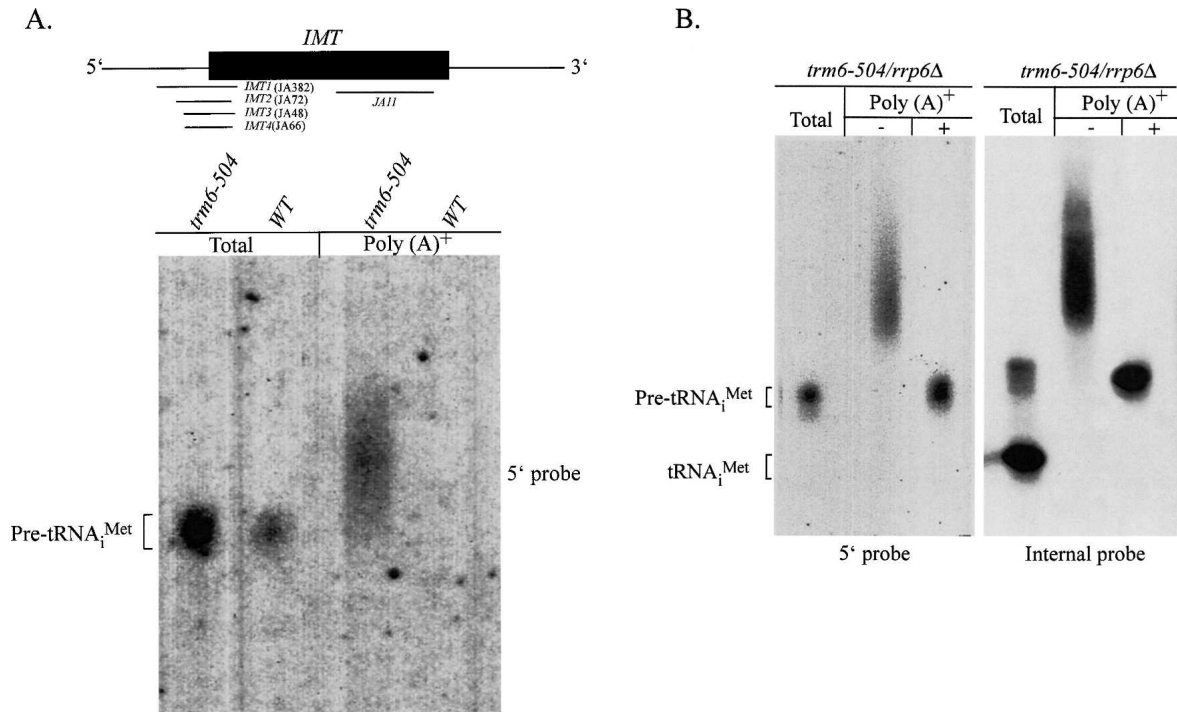 A.
IMT
5‘ 3‘
IMT1 (JA382)
IMT2 (JA72)
IMT3 (JA48)
IMT4(JA66)
JA11
trm6-504 WT trm6-504 WT
Total Poly (A)+
Pre-tRNAiMet
5‘ probe
B.
trm6-504/rrp6Δ trm6-504/rrp6Δ
Poly (A)+ Poly (A)+
Total - + Total - +
Pre-tRNAiMet
tRNAiMet
5‘ probe Internal probe